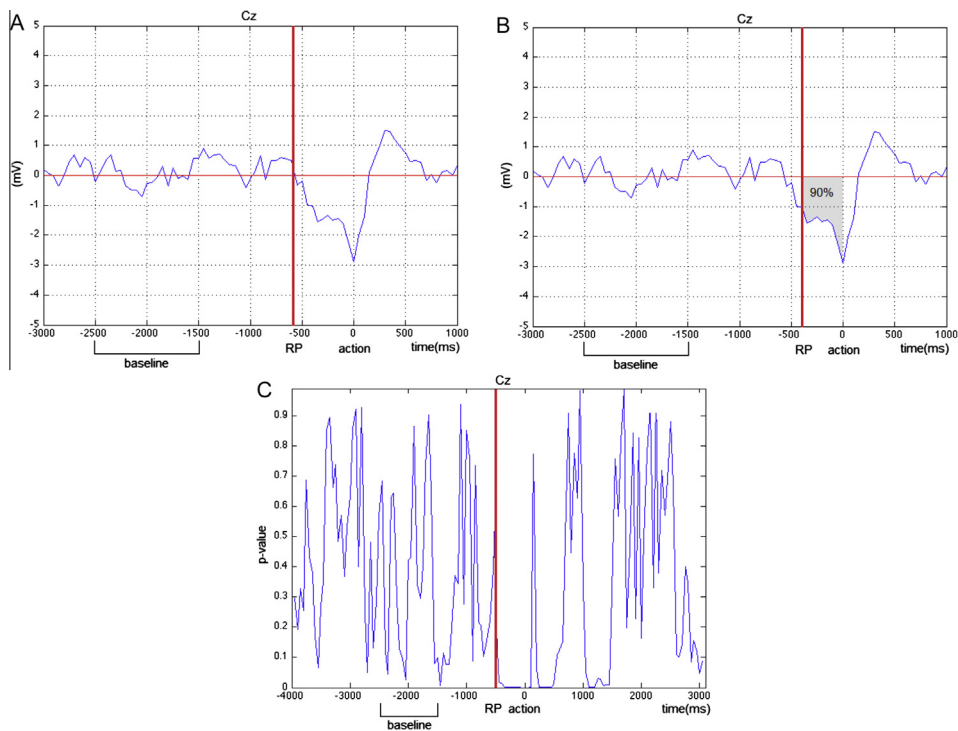 A
Cz
5
4
3
2
1
0
-1
-2
-3
-4
-5
(mV)
-3000 -2500 -2000 -1500 -1000 -500 0 500 1000
RP action time(ms)
baseline
B
Cz
5
4
3
2
1
0
-1
-2
-3
-4
-5
(mV)
90%
-3000 -2500 -2000 -1500 -1000 -500 0 500 1000
RP action time(ms)
baseline
C
Cz
0.9
0.8
0.7
0.6
0.5
0.4
0.3
0.2
0.1
0
p-value
-4000 -3000 -2000 -1000 0 1000 2000 3000
RP action time(ms)
baseline